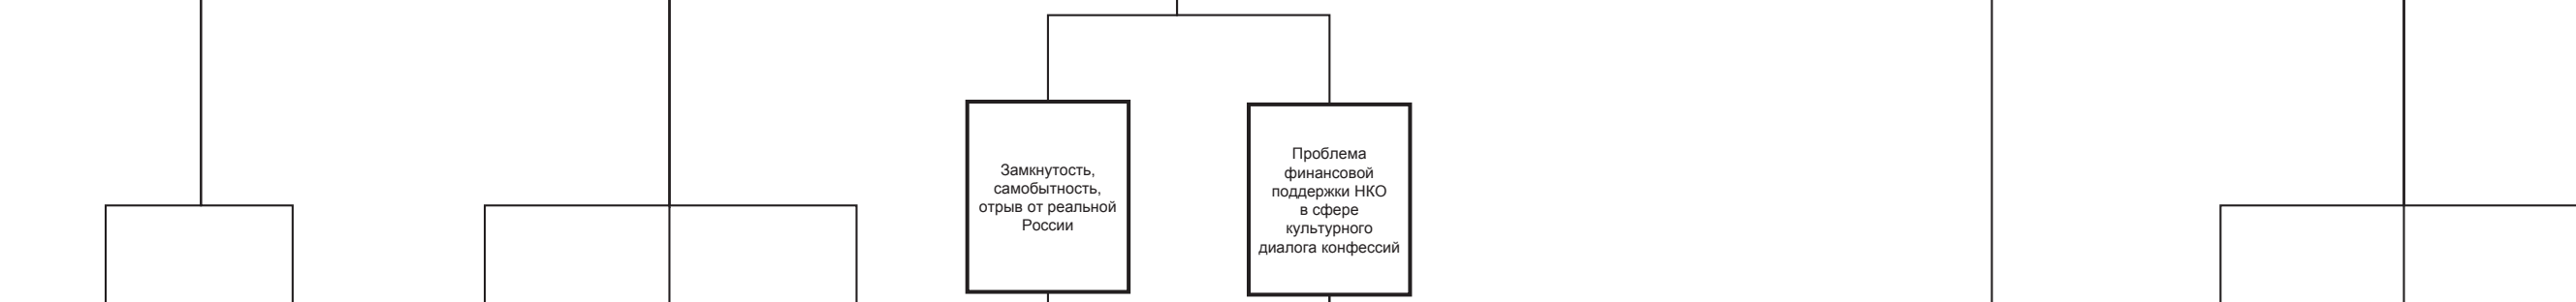 Замкнутость,
самобытность,
отрыв от реальной
России
Проблема
финансовой
поддержки НКО
в сфере
культурного
диалога конфессий